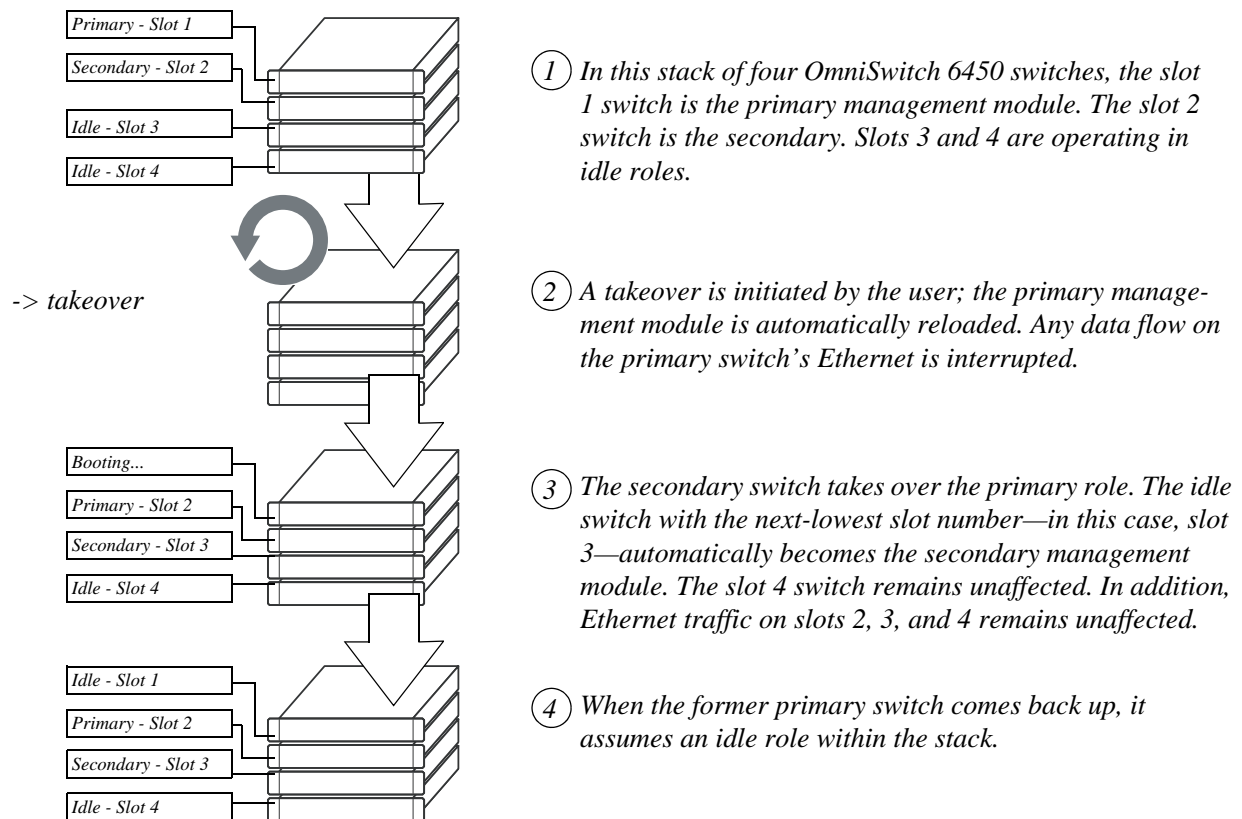 Primary - Slot 1
Secondary - Slot 2
Idle - Slot 3
Idle - Slot 4
1 In this stack of four OmniSwitch 6450 switches, the slot
1 switch is the primary management module. The slot 2
switch is the secondary. Slots 3 and 4 are operating in
idle roles.
-> takeover
2 A takeover is initiated by the user; the primary manage-
ment module is automatically reloaded. Any data flow on
the primary switch’s Ethernet is interrupted.
Booting...
Primary - Slot 2
Secondary - Slot 3
Idle - Slot 4
3 The secondary switch takes over the primary role. The idle
switch with the next-lowest slot number—in this case, slot
3—automatically becomes the secondary management
module. The slot 4 switch remains unaffected. In addition,
Ethernet traffic on slots 2, 3, and 4 remains unaffected.
Idle - Slot 1
Primary - Slot 2
Secondary - Slot 3
Idle - Slot 4
4 When the former primary switch comes back up, it
assumes an idle role within the stack.